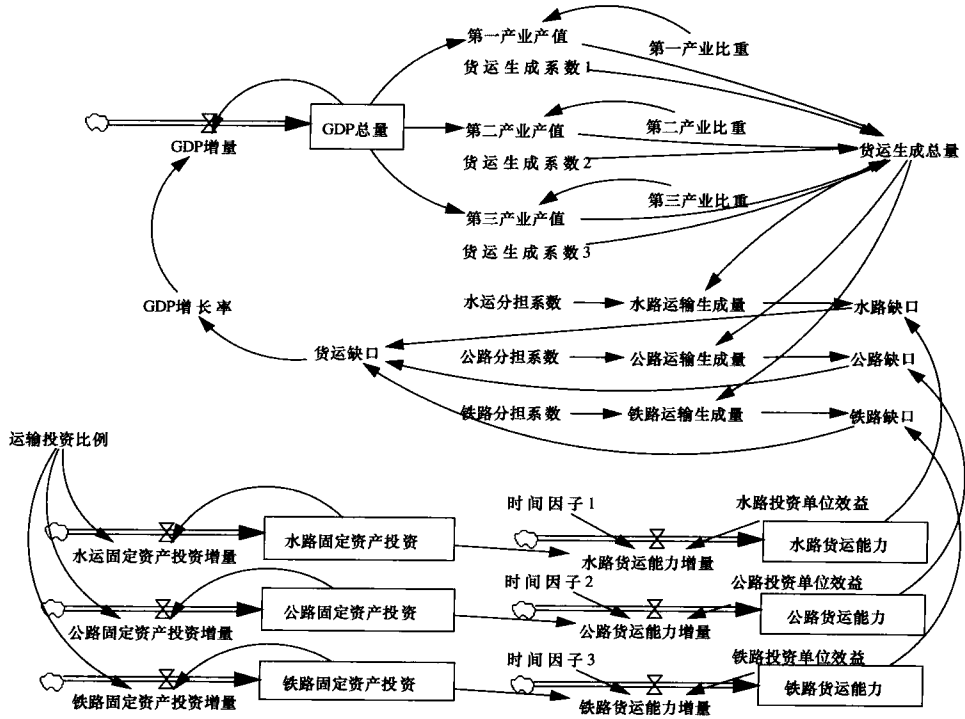 第一产业产值
第一产业比重
货运生成系数1
GDP总量
GDP增量
第二产业产值
第二产业比重
货运生成系数2
货运生成总量
第三产业比重
第三产业产值
货运生成系数3
GDP增长率
水运分担系数
水路运输生成量
水路缺口
货运缺口
公路分担系数
公路运输生成量
公路缺口
铁路分担系数
铁路运输生成量
铁路缺口
运输投资比例
时间因子1
水路投资单位效益
水路固定资产投资
水路货运能力
水运固定资产投资增量
水路货运能力增量
时间因子2
公路投资单位效益
公路固定资产投资
公路货运能力
公路固定资产投资增量
公路货运能力增量
时间因子3
铁路投资单位效益
铁路固定资产投资
铁路货运能力
铁路固定资产投资增量
铁路货运能力增量